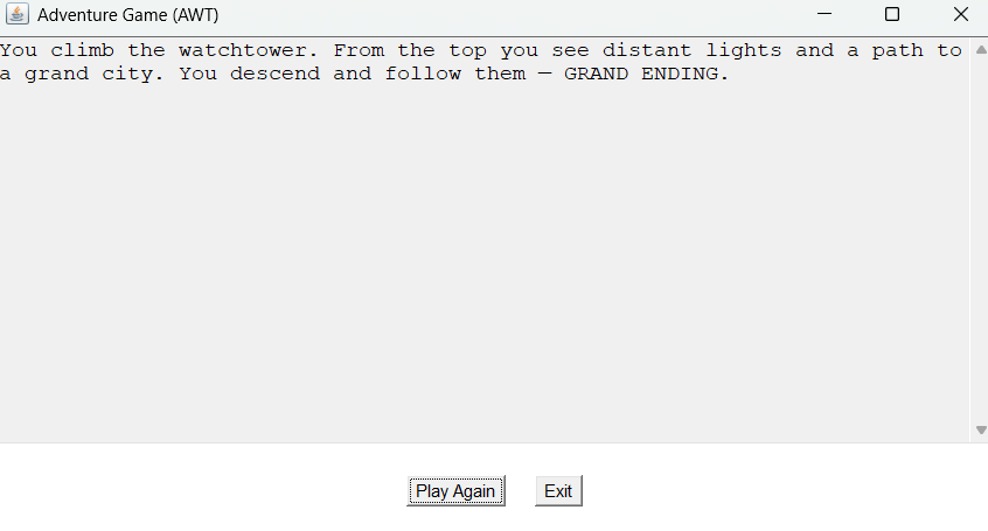 Adventure Game (AWT)
You climb the watchtower. From the top you see distant lights and a path to
a grand city. You descend and follow them — GRAND ENDING.
Play Again Exit